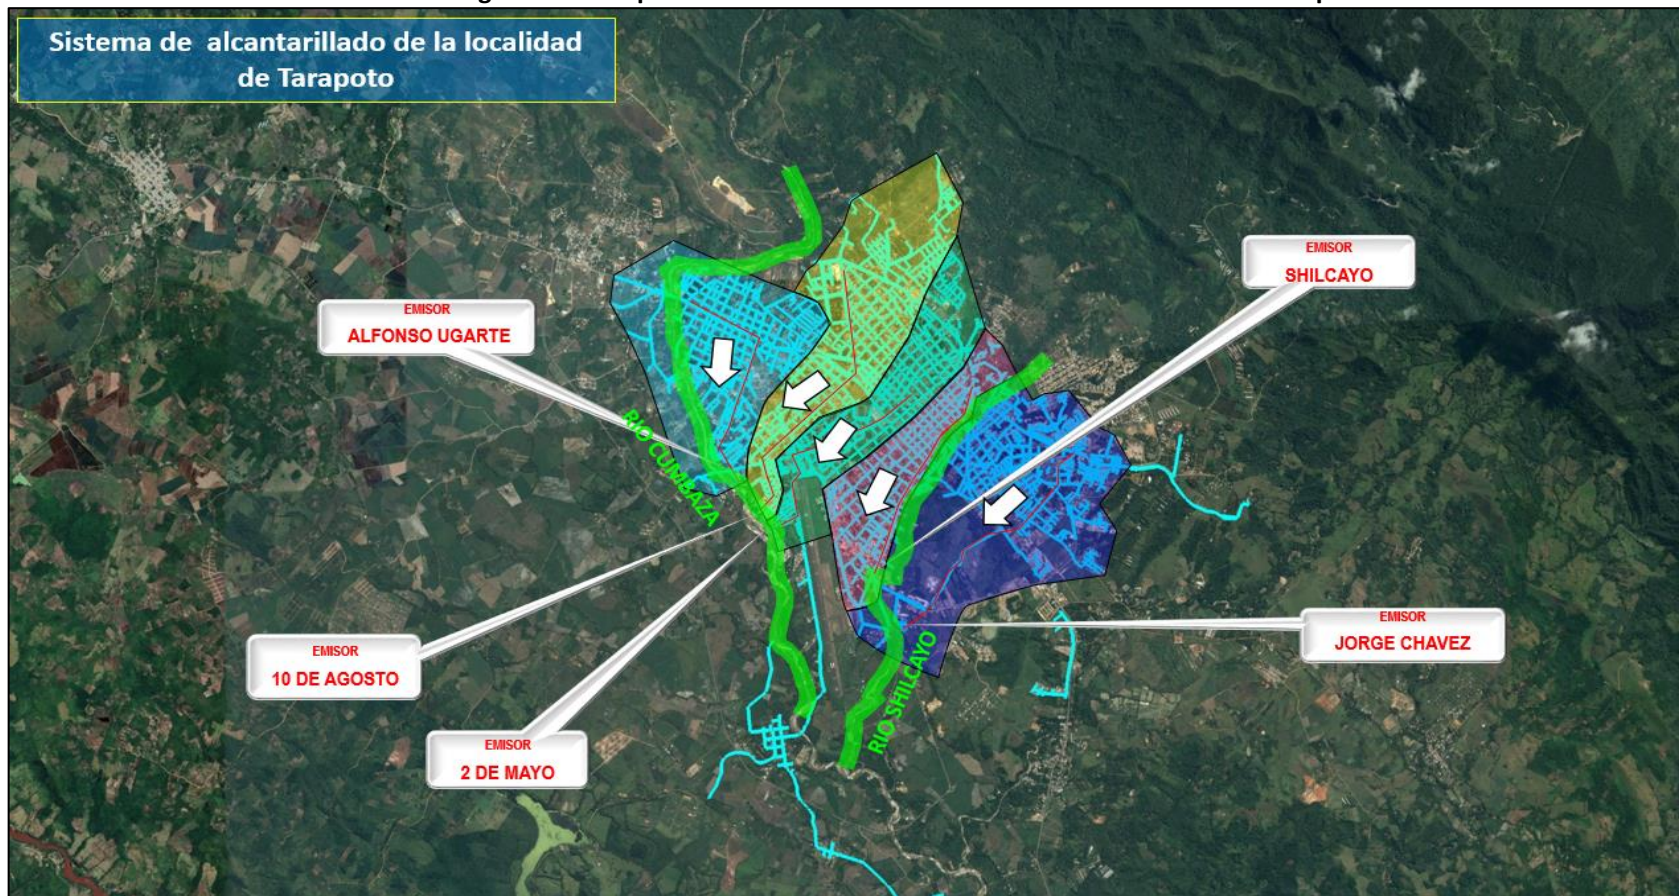 Sistema de alcantarillado de la localidad
de Tarapoto
EMISOR
SHILCAYO
EMISOR
ALFONSO UGARTE
RIO CUMBAZA
EMISOR
10 DE AGOSTO
EMISOR
JORGE CHAVEZ
RIO SHILCAYO
EMISOR
2 DE MAYO